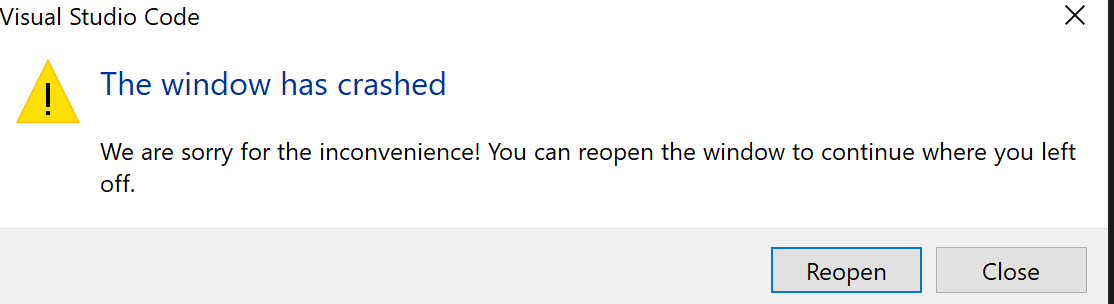 Visual Studio Code
The window has crashed
We are sorry for the inconvenience! You can reopen the window to continue where you left
off.
Reopen
Close